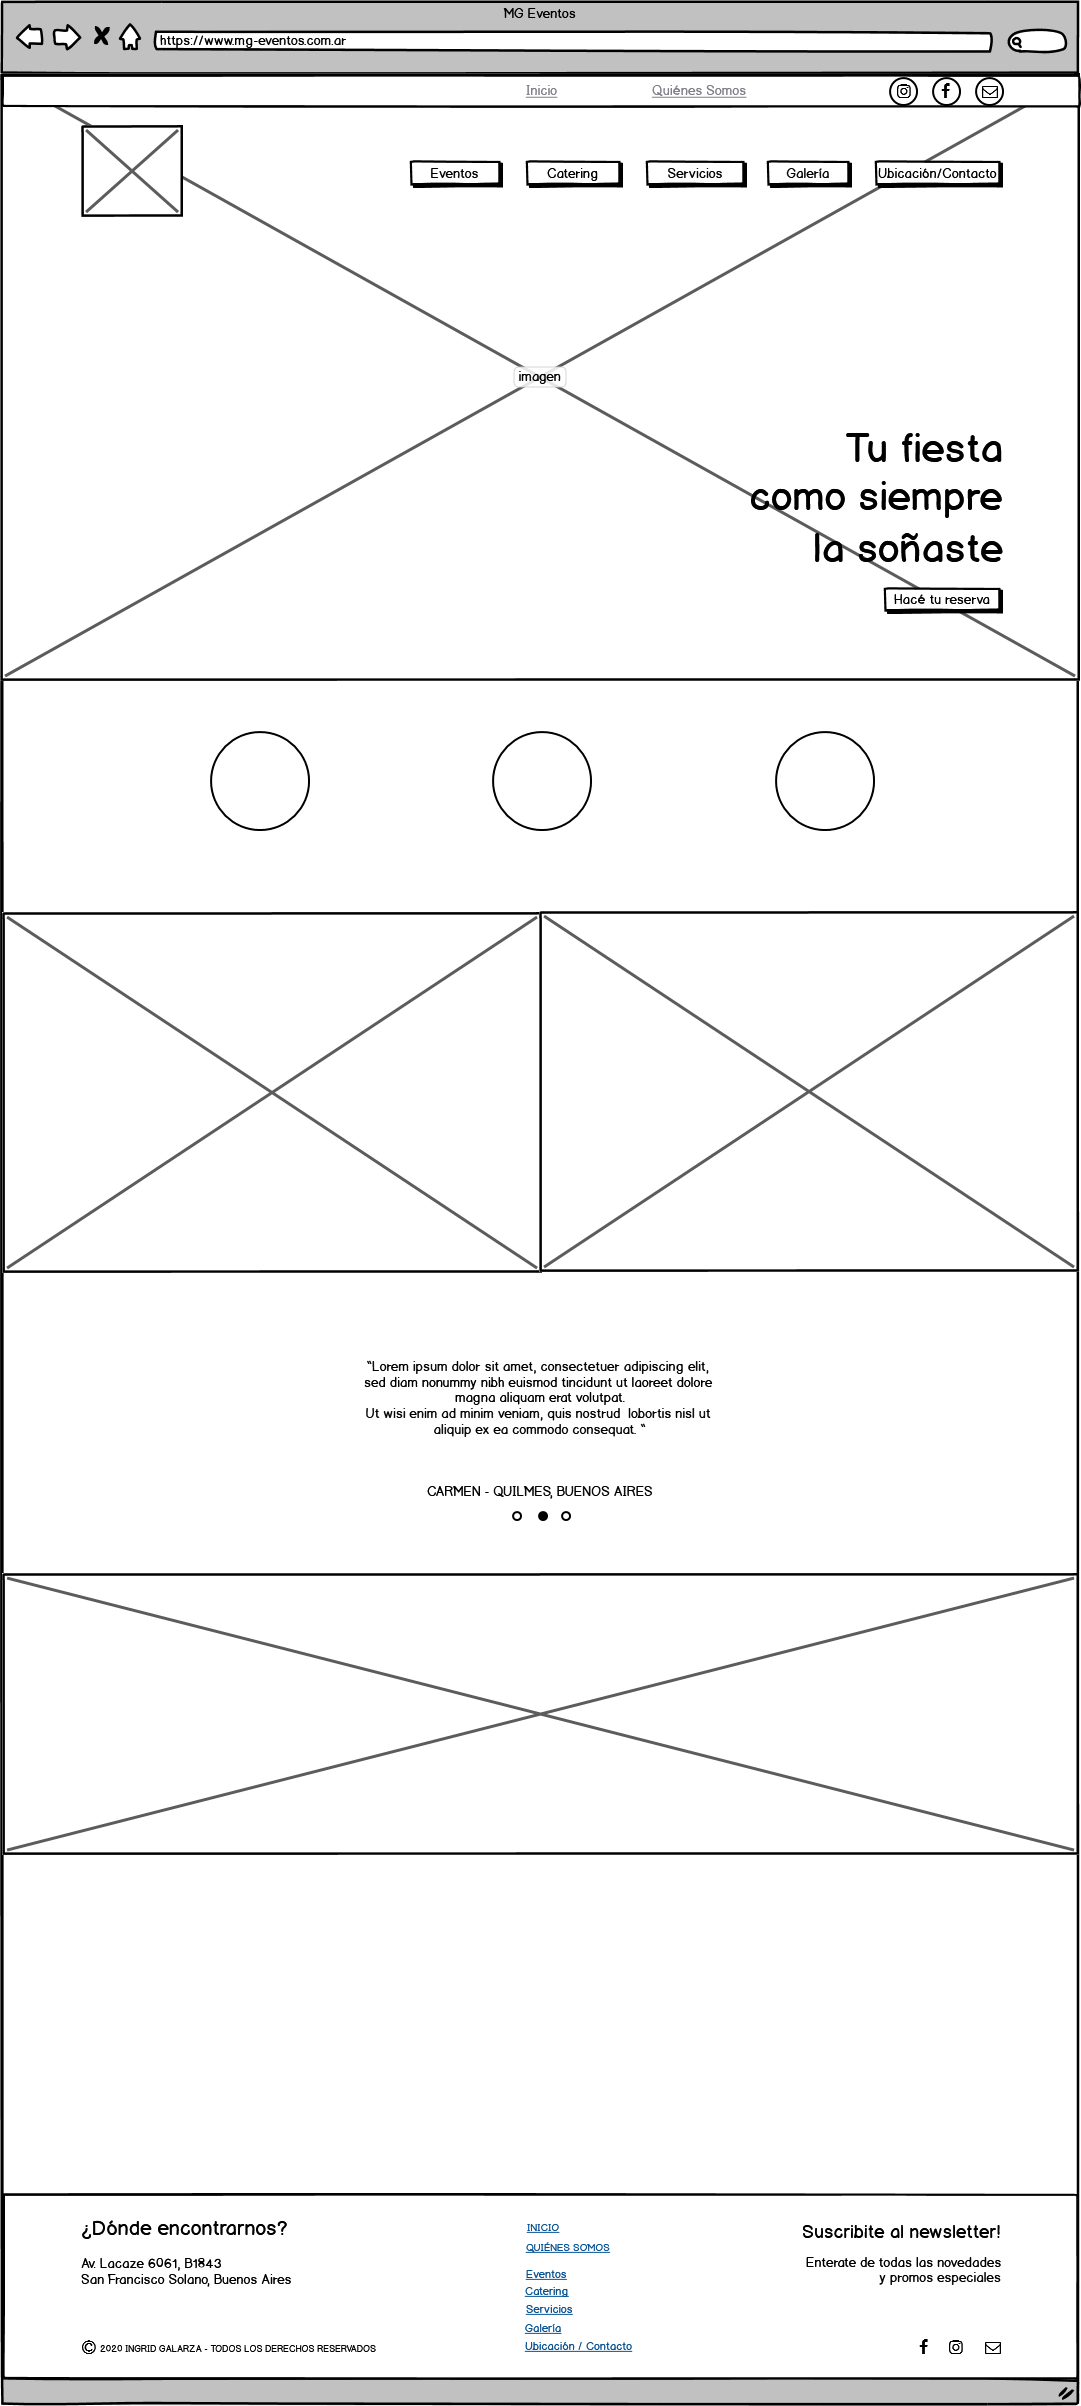 MG Eventos
https://www.mg-eventos.com.ar
Inicio
Quiénes Somos
Eventos
Catering
Servicios
Galería
Ubicación/Contacto
imagen
Tu fiesta
como siempre
la soñaste
Hacé tu reserva
"Lorem ipsum dolor sit amet, consectetuer adipiscing elit,
sed diam nonummy nibh euismod tincidunt ut laoreet dolore
magna aliquam erat volutpat.
Ut wisi enim ad minim veniam, quis nostrud  lobortis nisl ut
aliquip ex ea commodo consequat. "
CARMEN - QUILMES, BUENOS AIRES
¿Dónde encontrarnos?
Av. Lacaze 6061, B1843
San Francisco Solano, Buenos Aires
© 2020 INGRID GALARZA - TODOS LOS DERECHOS RESERVADOS
INICIO
QUIÉNES SOMOS
Eventos
Catering
Servicios
Galería
Ubicación / Contacto
Suscribite al newsletter!
Enterate de todas las novedades
y promos especiales